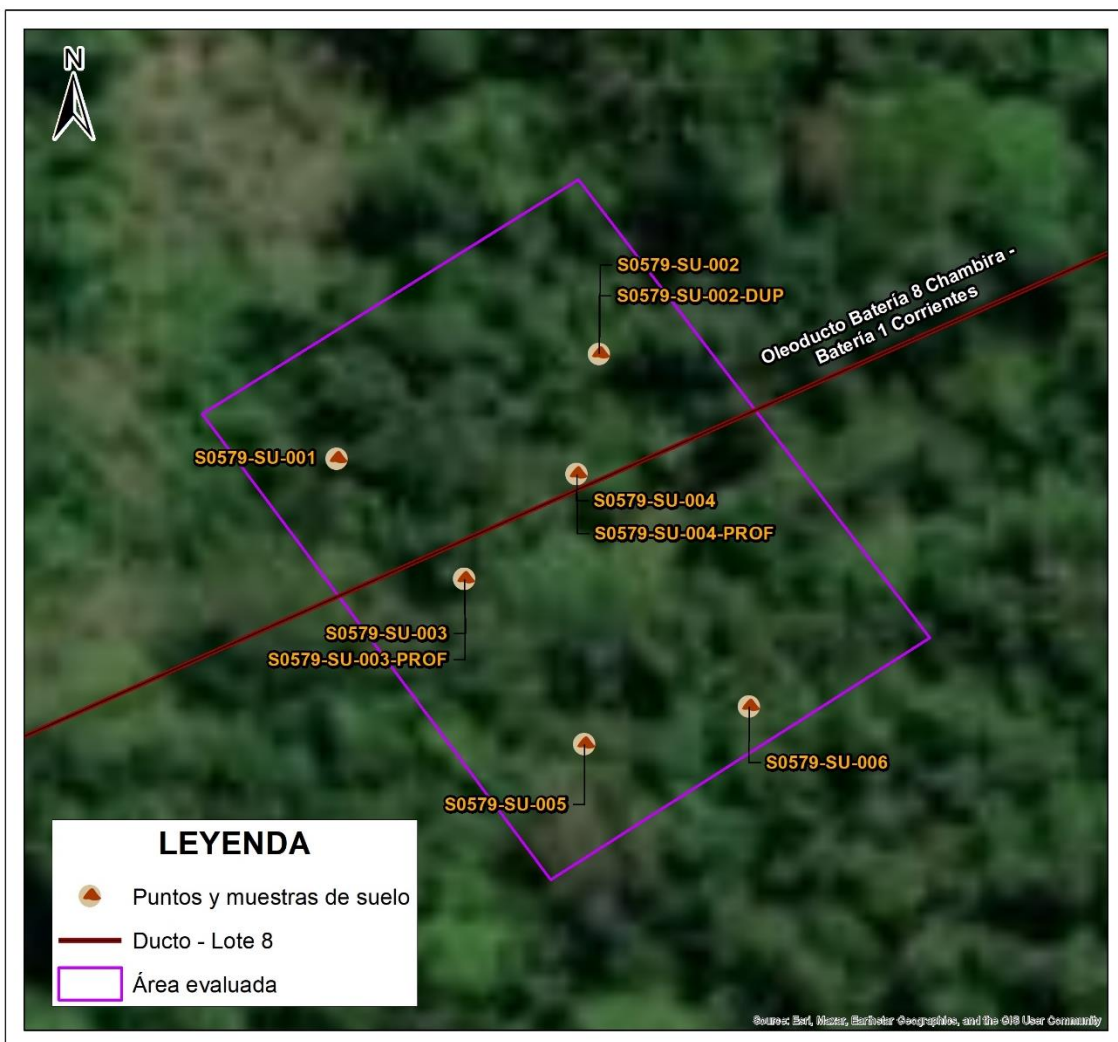 N
S0579-SU-002
S0579-SU-002-DUP
Oleoducto Batería 8 Chambira -
Batería 1 Corrientes
S0579-SU-001
S0579-SU-004
S0579-SU-004-PROF
S0579-SU-003
S0579-SU-003-PROF
S0579-SU-006
S0579-SU-005
LEYENDA
Puntos y muestras de suelo
Ducto - Lote 8
Área evaluada
Source: Esri, Maxar, Earthstar Geographics, and the GIS User Community